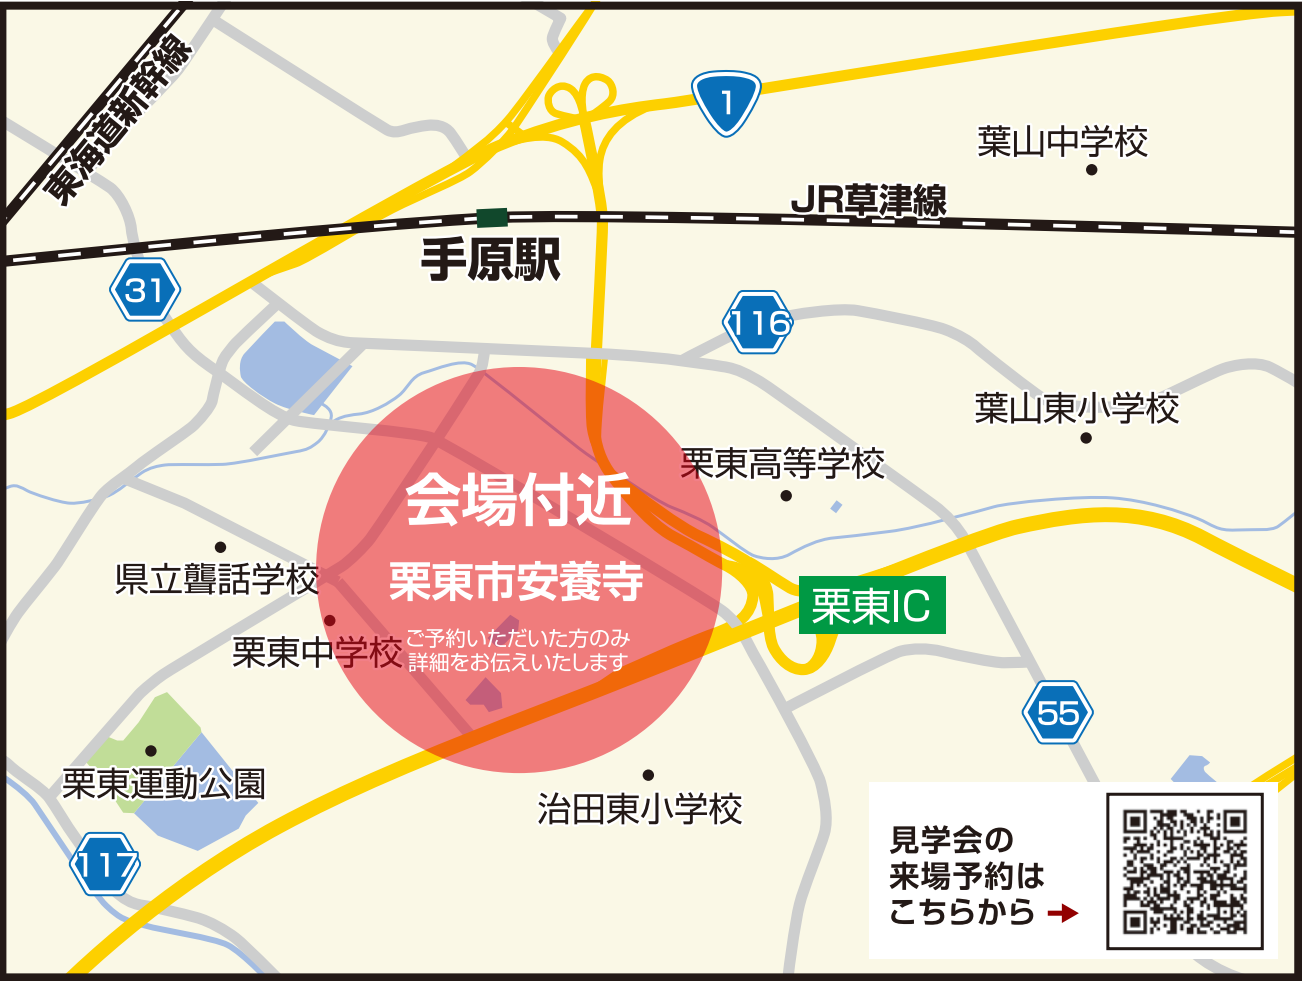 東海道新幹線
1
葉山中学校
JR草津線
手原駅
31
116
葉山東小学校
栗東高等学校
会場付近
栗東市安養寺
ご予約いただいた方のみ
詳細をお伝えいたします
県立聾話学校
栗東中学校
栗東IC
55
栗東運動公園
治田東小学校
117
見学会の
来場予約は
こちらから